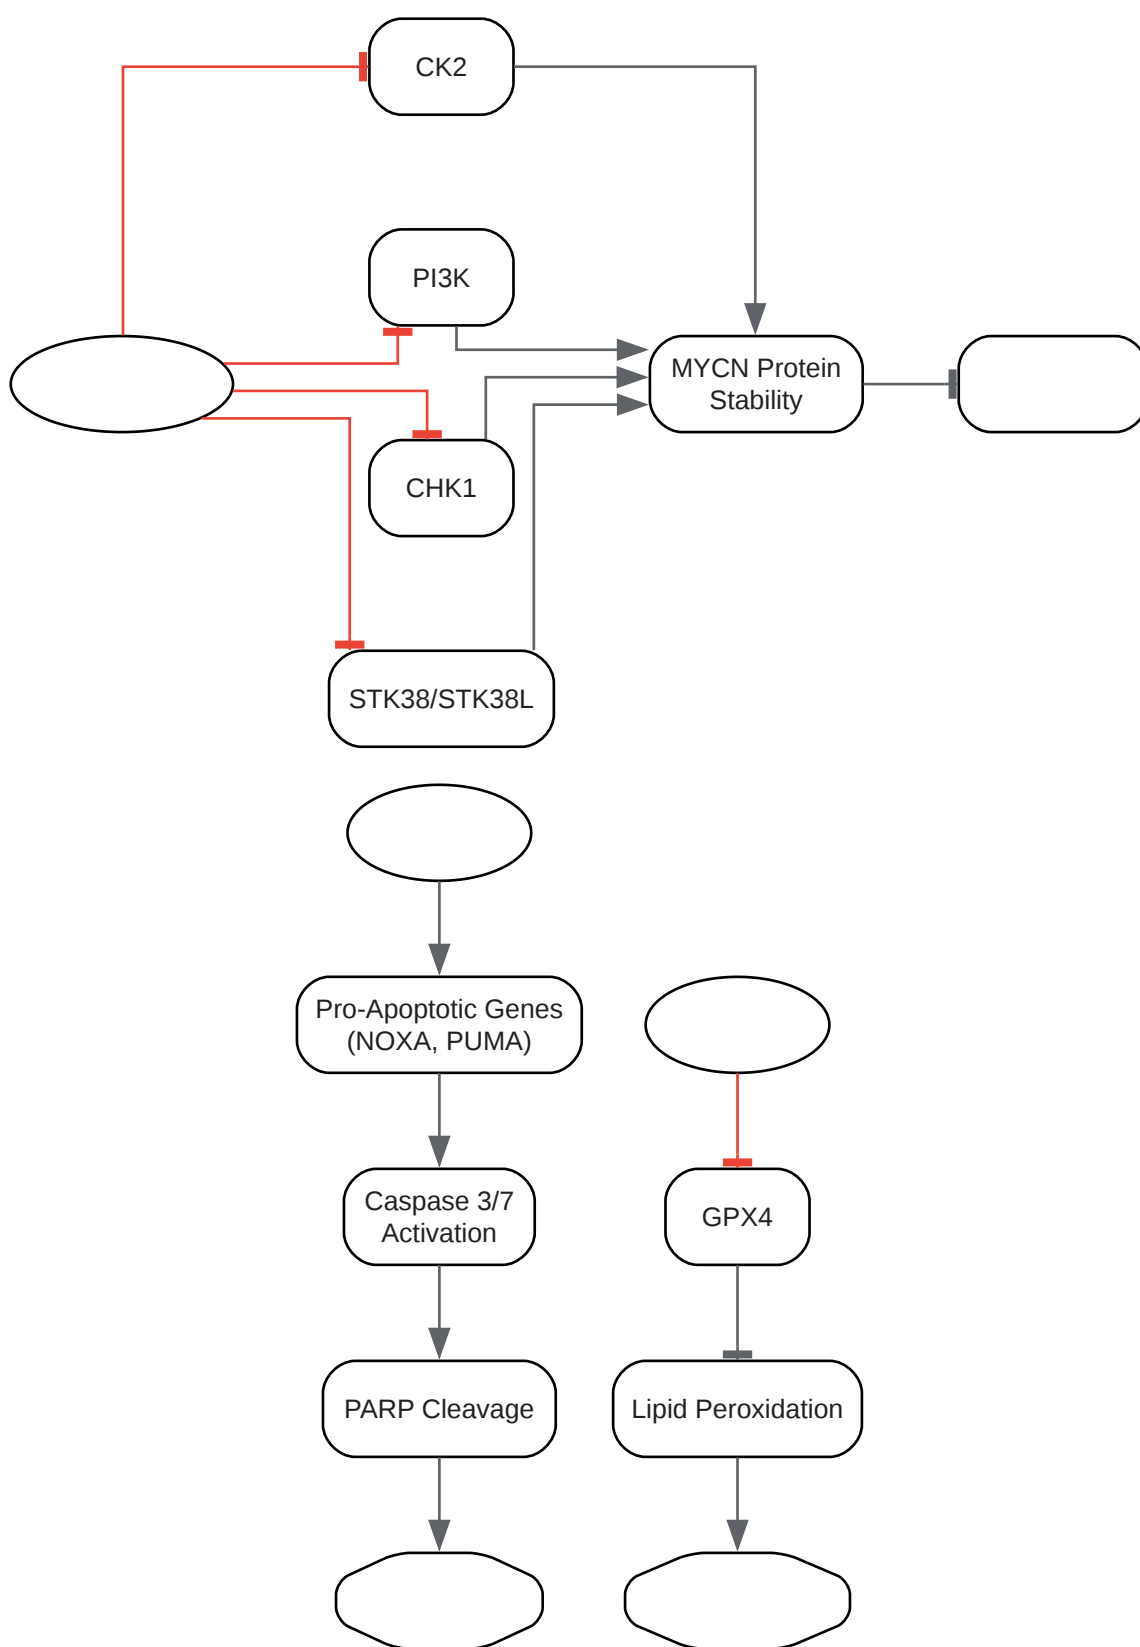 CK2
PI3K
MYCN Protein
Stability
CHK1
STK38/STK38L
Pro-Apoptotic Genes
(NOXA, PUMA)
Caspase 3/7
Activation
GPX4
PARP Cleavage
Lipid Peroxidation